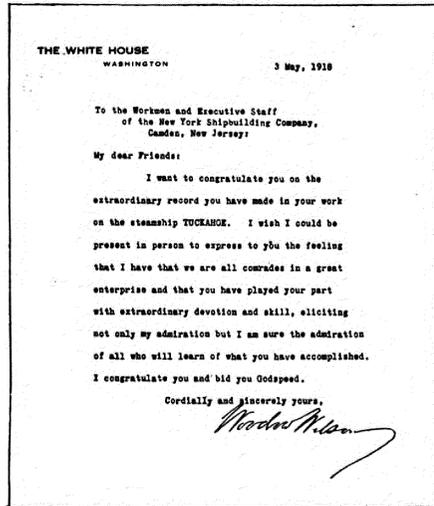 THE WHITE HOUSE
WASHINGTON
3 May, 1918
To the Workmen and Executive Staff
of the New York Shipbuilding Company,
Camden, New Jersey:
My dear Friends:
I want to congratulate you on the
extraordinary record you have made in your work
on the steamship TUCKAHOE. I wish I could be
present in person to express to you the feeling
that I have that we are all comrades in a great
enterprise and that you have played your part
with extraordinary devotion and skill, eliciting
not only my admiration but I am sure the admiration
of all who will learn of what you have accomplished.
I congratulate you and bid you Godspeed.
Cordially and sincerely yours,
Woodrow Wilson